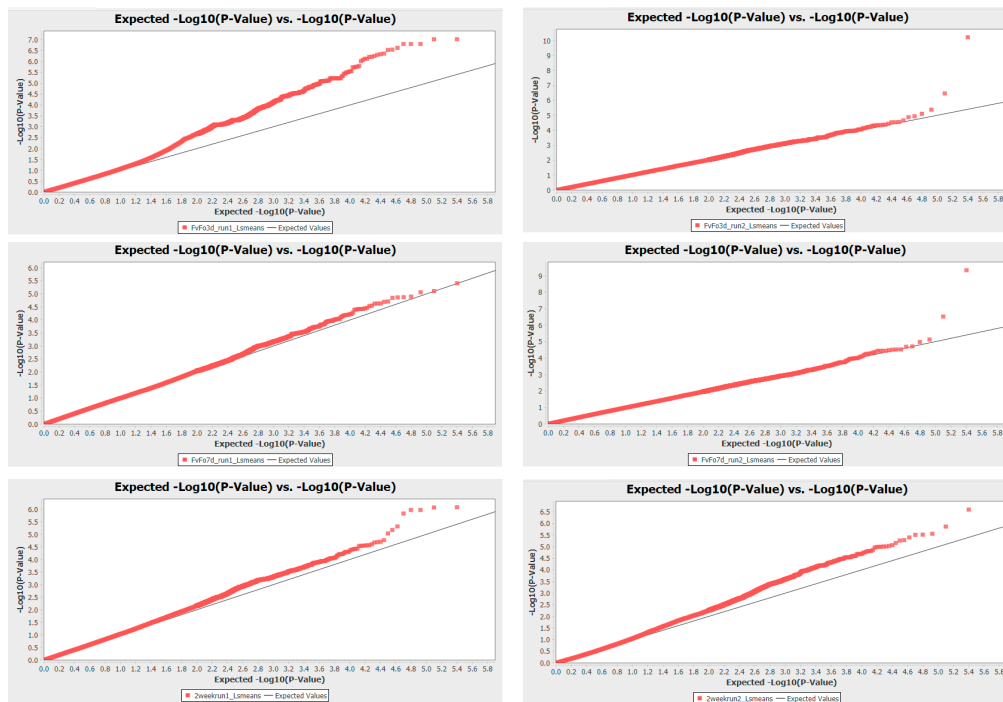 Expected -Log10(P-Value) vs. -Log10(P-Value)
-Log10(P-Value)
7.0
6.5
6.0
5.5
5.0
4.5
4.0
3.5
3.0
2.5
2.0
1.5
1.0
0.5
0.0
0.0 0.2 0.4 0.6 0.8 1.0 1.2 1.4 1.6 1.8 2.0 2.2 2.4 2.6 2.8 3.0 3.2 3.4 3.6 3.8 4.0 4.2 4.4 4.6 4.8 5.0 5.2 5.4 5.6 5.8
Expected -Log10(P-Value)
FvFo3d_run1_Lsmeans Expected Values
Expected -Log10(P-Value) vs. -Log10(P-Value)
-Log10(P-Value)
10
9
8
7
6
5
4
3
2
1
0
0.0 0.2 0.4 0.6 0.8 1.0 1.2 1.4 1.6 1.8 2.0 2.2 2.4 2.6 2.8 3.0 3.2 3.4 3.6 3.8 4.0 4.2 4.4 4.6 4.8 5.0 5.2 5.4 5.6 5.8
Expected -Log10(P-Value)
FvFo3d_run2_Lsmeans Expected Values
Expected -Log10(P-Value) vs. -Log10(P-Value)
-Log10(P-Value)
6.0
5.5
5.0
4.5
4.0
3.5
3.0
2.5
2.0
1.5
1.0
0.5
0.0
0.0 0.2 0.4 0.6 0.8 1.0 1.2 1.4 1.6 1.8 2.0 2.2 2.4 2.6 2.8 3.0 3.2 3.4 3.6 3.8 4.0 4.2 4.4 4.6 4.8 5.0 5.2 5.4 5.6 5.8
Expected -Log10(P-Value)
FvFo7d_run1_Lsmeans Expected Values
Expected -Log10(P-Value) vs. -Log10(P-Value)
-Log10(P-Value)
9
8
7
6
5
4
3
2
1
0
0.0 0.2 0.4 0.6 0.8 1.0 1.2 1.4 1.6 1.8 2.0 2.2 2.4 2.6 2.8 3.0 3.2 3.4 3.6 3.8 4.0 4.2 4.4 4.6 4.8 5.0 5.2 5.4 5.6 5.8
Expected -Log10(P-Value)
FvFo7d_run2_Lsmeans Expected Values
Expected -Log10(P-Value) vs. -Log10(P-Value)
-Log10(P-Value)
6.0
5.5
5.0
4.5
4.0
3.5
3.0
2.5
2.0
1.5
1.0
0.5
0.0
0.0 0.2 0.4 0.6 0.8 1.0 1.2 1.4 1.6 1.8 2.0 2.2 2.4 2.6 2.8 3.0 3.2 3.4 3.6 3.8 4.0 4.2 4.4 4.6 4.8 5.0 5.2 5.4 5.6 5.8
Expected -Log10(P-Value)
2weekrun1_Lsmeans Expected Values
Expected -Log10(P-Value) vs. -Log10(P-Value)
-Log10(P-Value)
6.5
6.0
5.5
5.0
4.5
4.0
3.5
3.0
2.5
2.0
1.5
1.0
0.5
0.0
0.0 0.2 0.4 0.6 0.8 1.0 1.2 1.4 1.6 1.8 2.0 2.2 2.4 2.6 2.8 3.0 3.2 3.4 3.6 3.8 4.0 4.2 4.4 4.6 4.8 5.0 5.2 5.4 5.6 5.8
Expected -Log10(P-Value)
2weekrun2_Lsmeans Expected Values